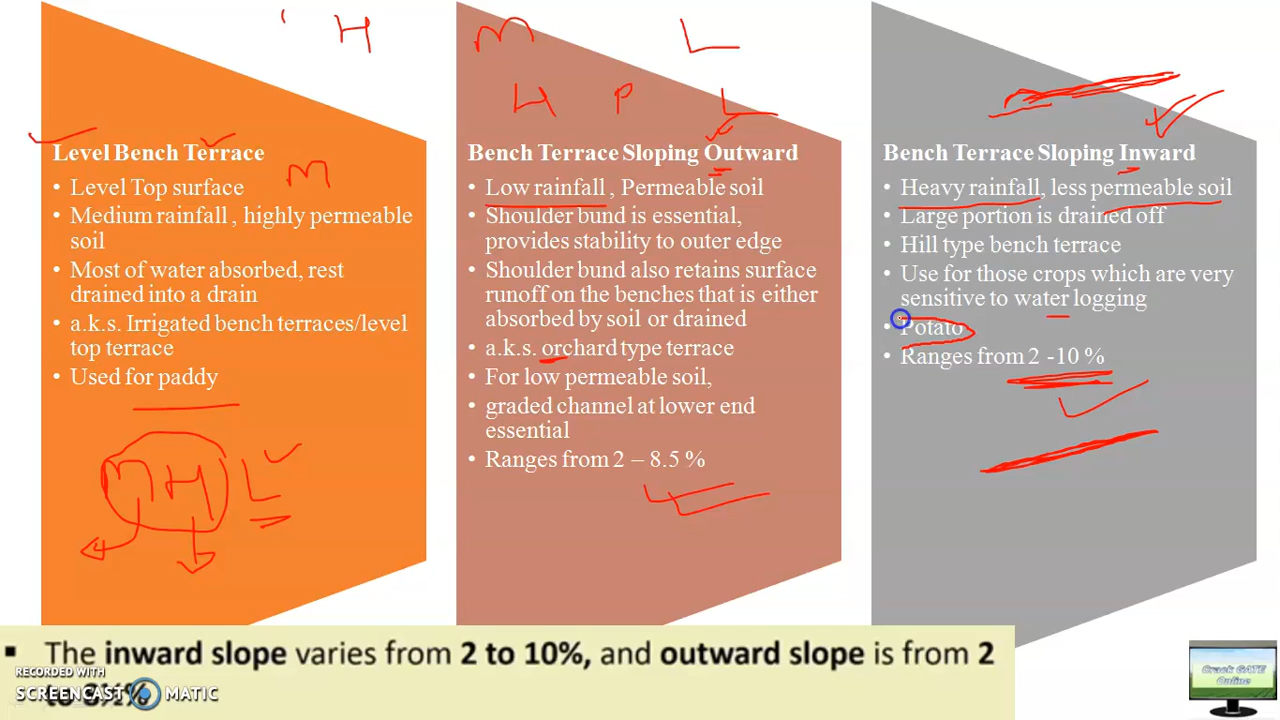 H M L
H P L
Level Bench Terrace
M
• Level Top surface
• Medium rainfall , highly permeable
soil
• Most of water absorbed, rest
drained into a drain
• a.k.s. Irrigated bench terraces/level
top terrace
• Used for paddy
M H L
Bench Terrace Sloping Outward
• Low rainfall , Permeable soil
• Shoulder bund is essential,
provides stability to outer edge
• Shoulder bund also retains surface
runoff on the benches that is either
absorbed by soil or drained
• a.k.s. orchard type terrace
• For low permeable soil,
• graded channel at lower end
essential
• Ranges from 2 – 8.5 %
Bench Terrace Sloping Inward
• Heavy rainfall, less permeable soil
• Large portion is drained off
• Hill type bench terrace
• Use for those crops which are very
sensitive to water logging
• Potato
• Ranges from 2 -10 %
▪ The inward slope varies from 2 to 10%, and outward slope is from 2
RECORDED WITH
SCREENCAST MATIC
Crack GATE
Online